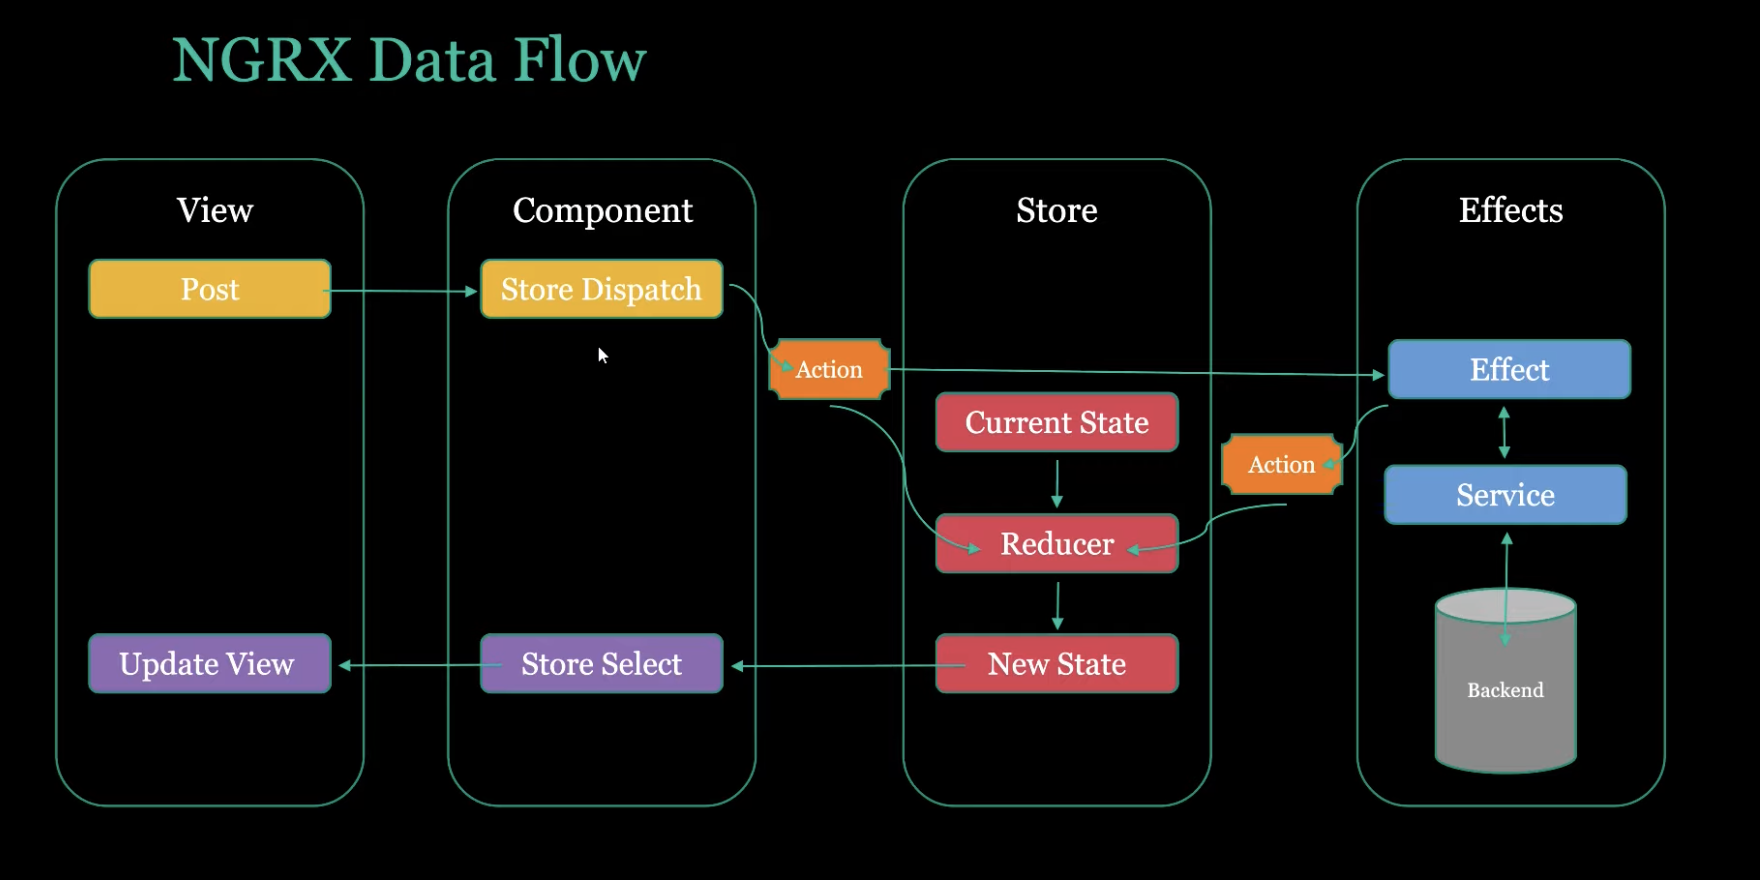 NGRX Data Flow
View
Component
Store
Effects
Post
Store Dispatch
Action
Effect
Current State
Action
Service
Reducer
Update View
Store Select
New State
Backend